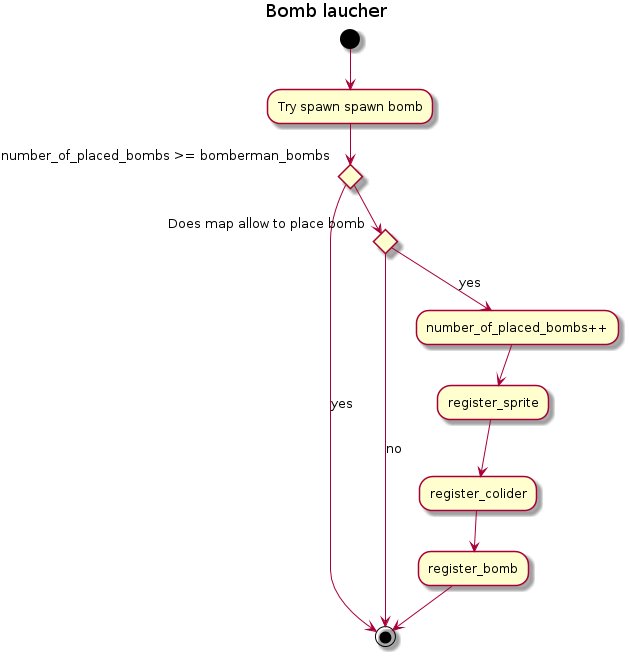 Bomb laucher
Try spawn spawn bomb
number_of_placed_bombs >= bomberman_bombs
Does map allow to place bomb
yes
number_of_placed_bombs++
register_sprite
yes
no
register_colider
register_bomb